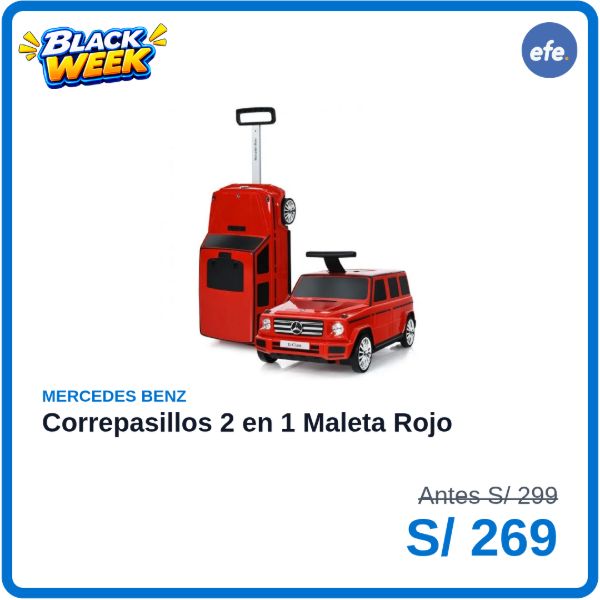 BLACK
WEEK
efe.
MERCEDES BENZ
Correpasillos 2 en 1 Maleta Rojo
Antes S/ 299
S/ 269